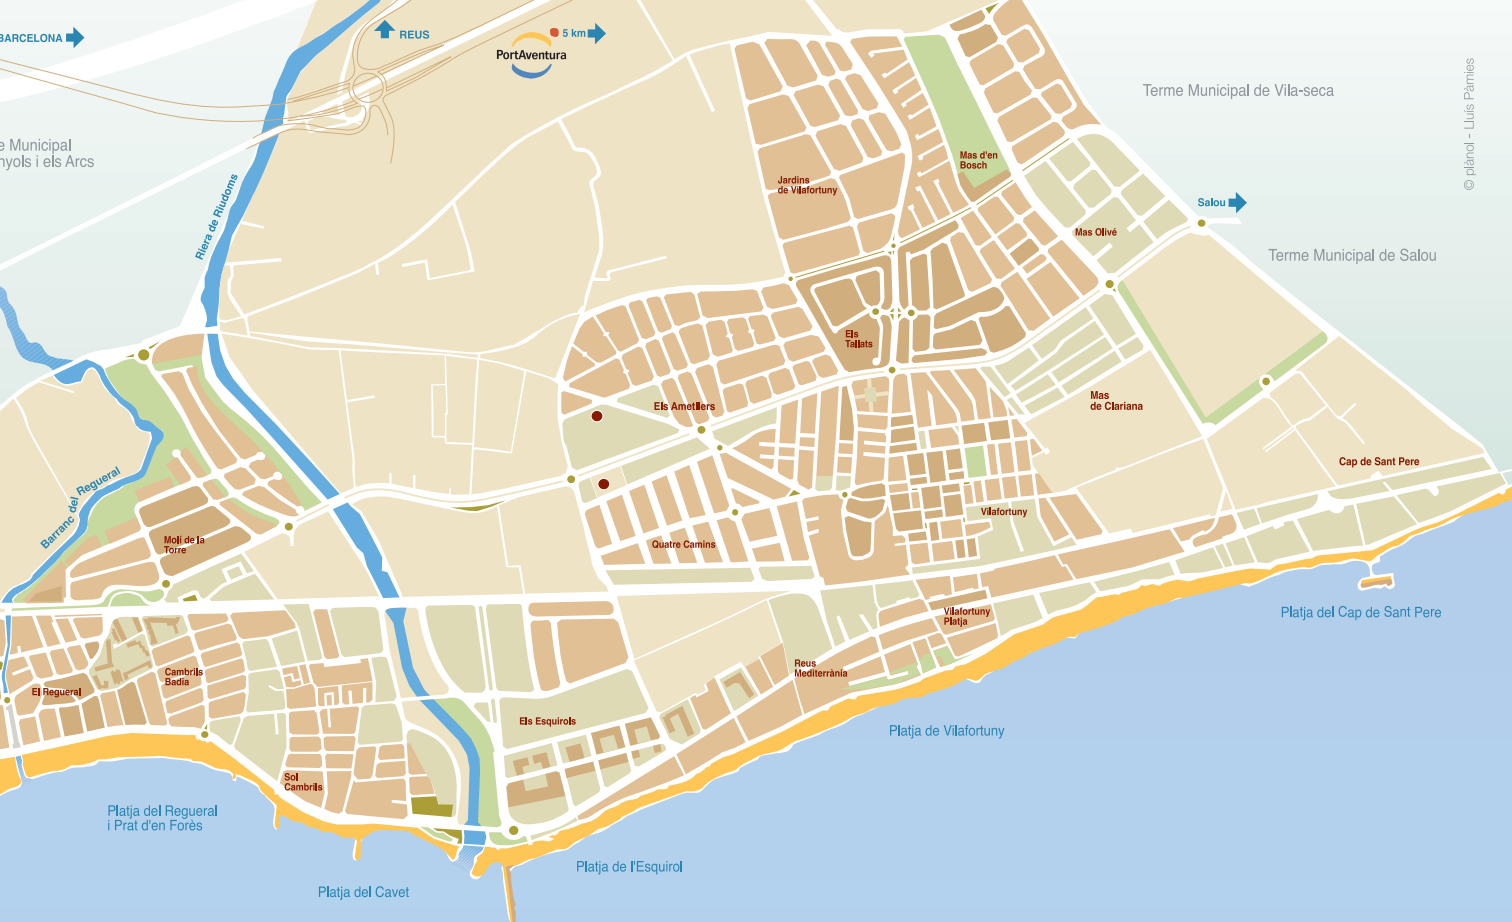 BARCELONA
REUS
5 km
PortAventura
Terme Municipal de Vila-seca
© plànol - Lluís Pàmies
e Municipal
nyols i els Arcs
Mas d'en
Bosch
Jardins
de Vilafortuny
Riera de Riudoms
Salou
Mas Olivé
Terme Municipal de Salou
Els
Tallats
Els Ametllers
Mas
de Clariana
Cap de Sant Pere
Barranc del Regueral
Vilafortuny
Molí de la
Torre
Quatre Camins
Vilafortuny
Platja
Platja del Cap de Sant Pere
Reus
Mediterrània
Cambrils
Badia
El Regueral
Els Esquirols
Platja de Vilafortuny
Sol
Cambrils
Platja del Regueral
i Prat d'en Forès
Platja de l'Esquirol
Platja del Cavet